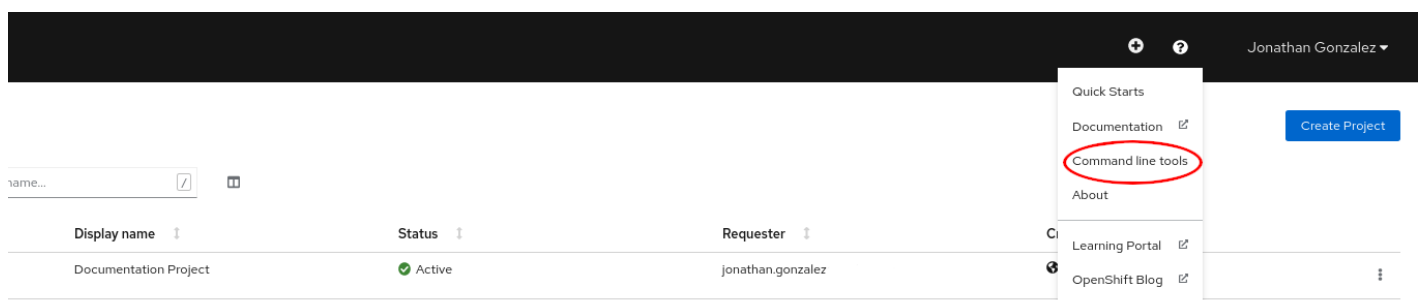 Jonathan Gonzalez
Quick Starts
Documentation
Create Project
Command line tools
name...
/
About
Display name
Status
Requester
Learning Portal
Documentation Project
Active
jonathan.gonzalez
OpenShift Blog